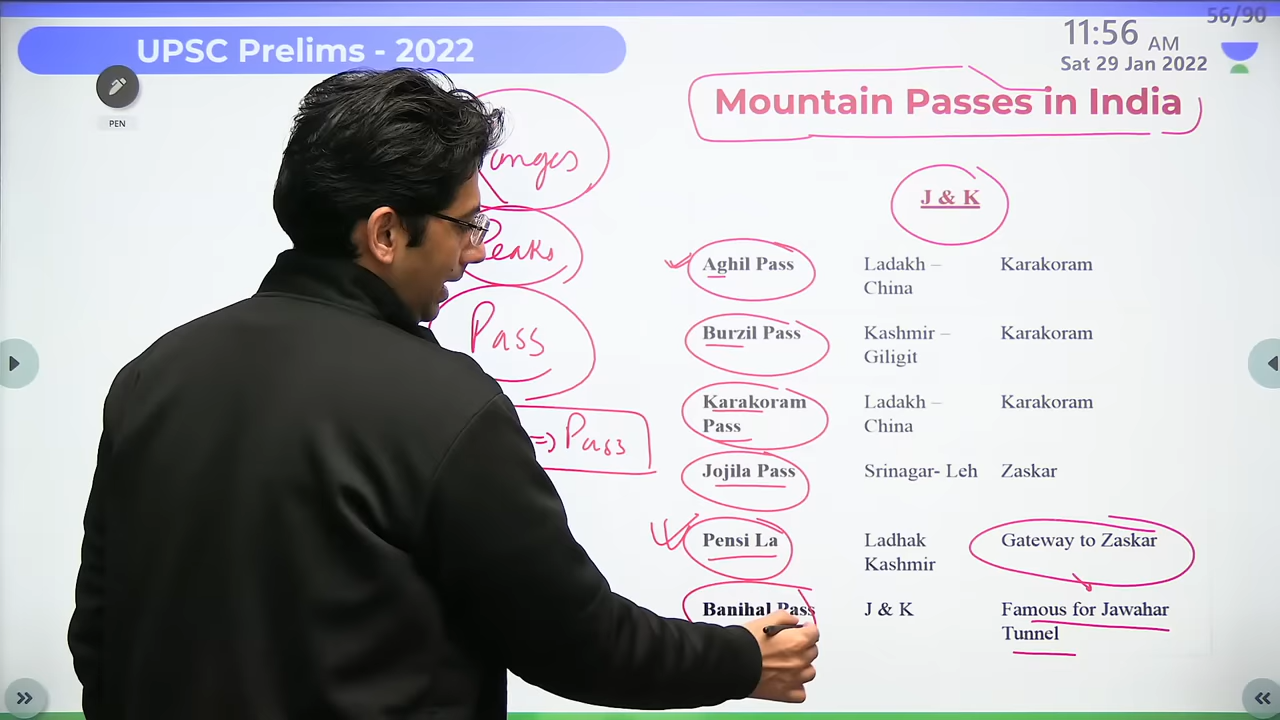 56/90
11:56 AM
Sat 29 Jan 2022
UPSC Prelims - 2022
PEN
Mountain Passes in India
J & K
Pass
=> Pass
Aghil Pass Ladakh – Karakoram
China
Burzil Pass Kashmir – Karakoram
Giligit
Karakoram Ladakh – Karakoram
Pass China
Jojila Pass Srinagar- Leh Zaskar
Pensi La Ladhak Gateway to Zaskar
Kashmir
Banihal Pass J & K Famous for Jawahar
Tunnel